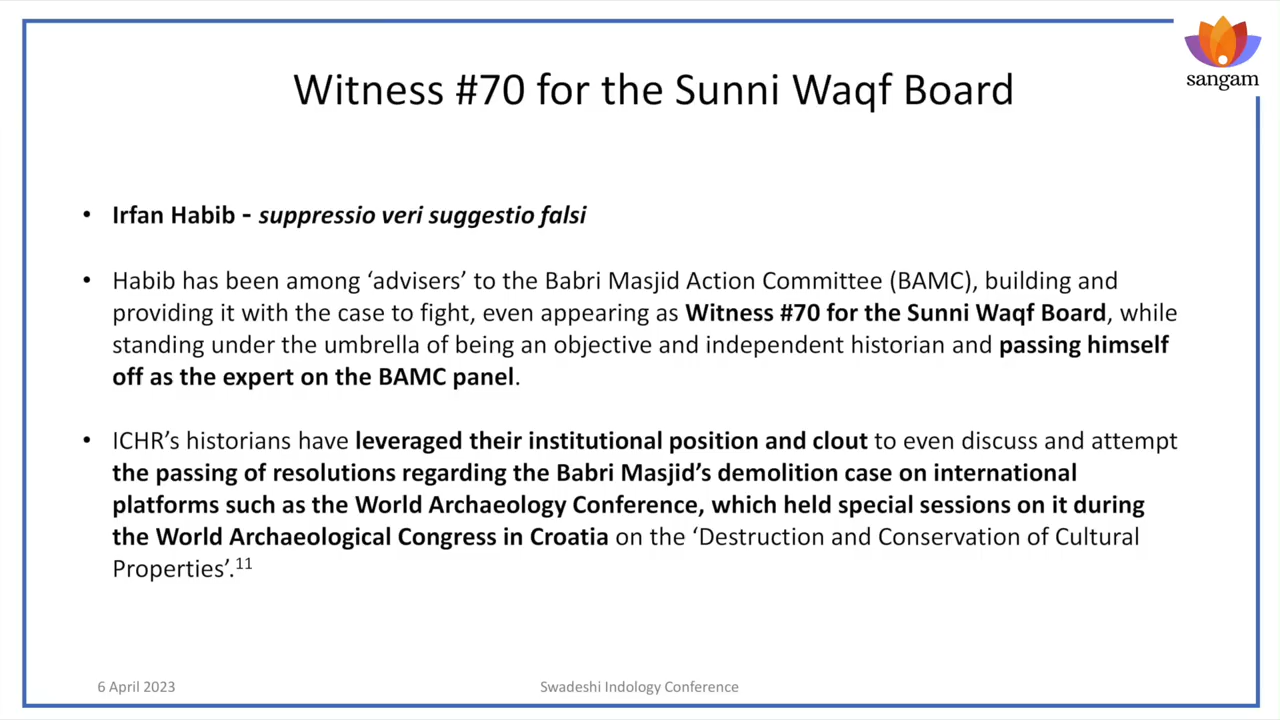 sangam
Witness #70 for the Sunni Waqf Board
• Irfan Habib - suppressio veri suggestio falsi
• Habib has been among ‘advisers’ to the Babri Masjid Action Committee (BAMC), building and
providing it with the case to fight, even appearing as Witness #70 for the Sunni Waqf Board, while
standing under the umbrella of being an objective and independent historian and passing himself
off as the expert on the BAMC panel.
• ICHR’s historians have leveraged their institutional position and clout to even discuss and attempt
the passing of resolutions regarding the Babri Masjid’s demolition case on international
platforms such as the World Archaeology Conference, which held special sessions on it during
the World Archaeological Congress in Croatia on the ‘Destruction and Conservation of Cultural
Properties’.11
6 April 2023
Swadeshi Indology Conference